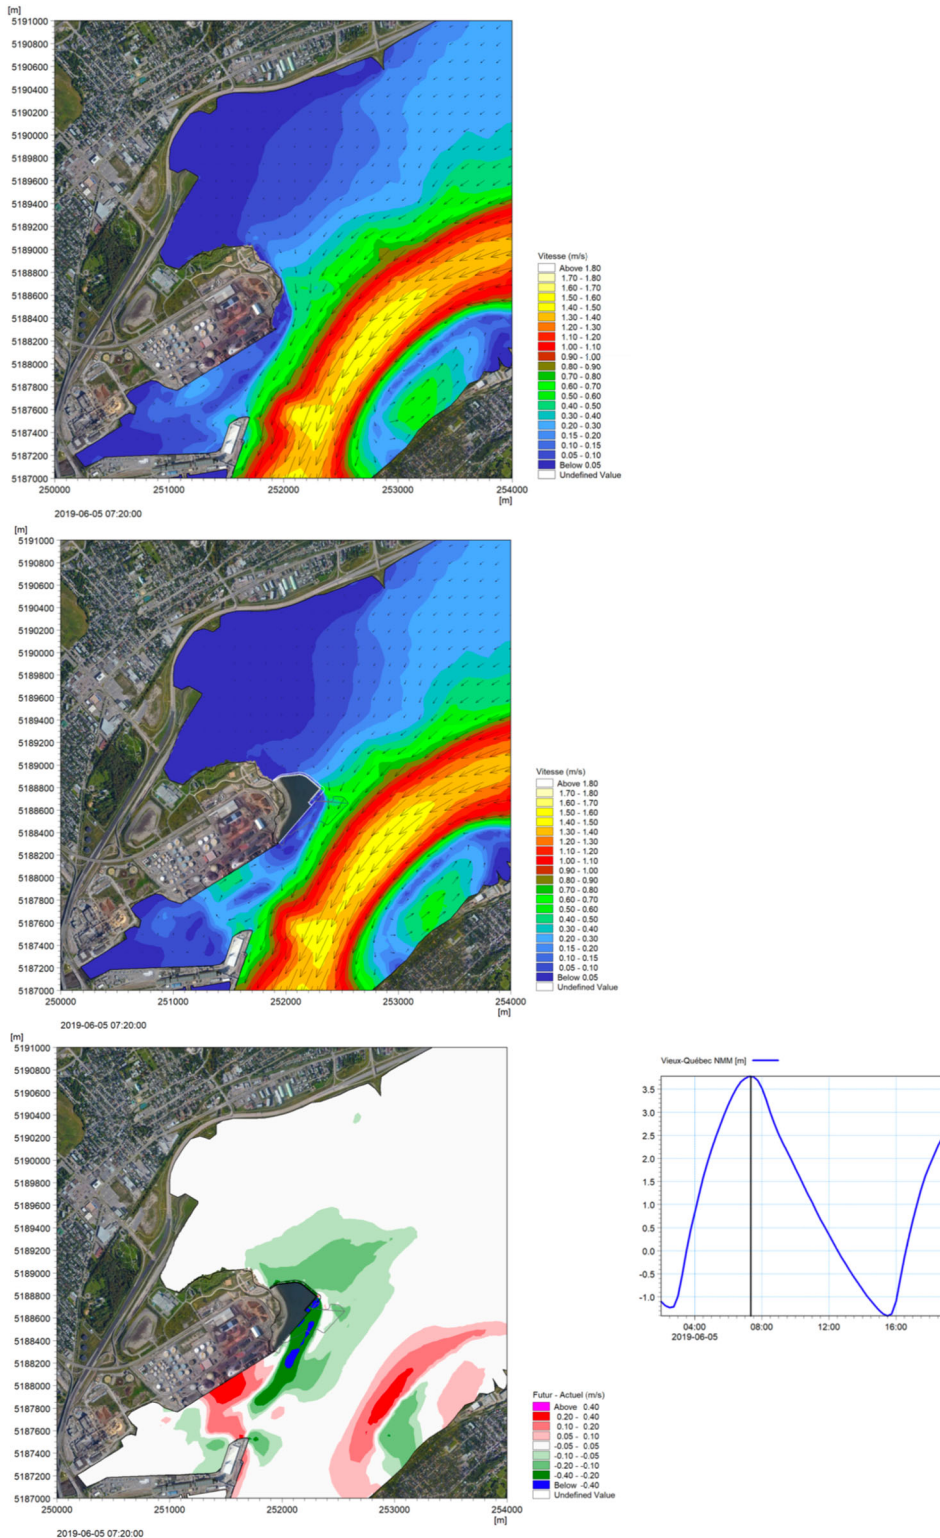 [m]
5191000
5190800
5190600
5190400
5190200
5190000
5189800
5189600
5189400
5189200
5189000
5188800
5188600
5188400
5188200
5188000
5187800
5187600
5187400
5187200
5187000
250000 251000 252000 253000 254000
[m]
2019-06-05 07:20:00
Vitesse (m/s)
Above 1.80
1.70 - 1.80
1.60 - 1.70
1.50 - 1.60
1.40 - 1.50
1.30 - 1.40
1.20 - 1.30
1.10 - 1.20
1.00 - 1.10
0.90 - 1.00
0.80 - 0.90
0.70 - 0.80
0.60 - 0.70
0.50 - 0.60
0.40 - 0.50
0.30 - 0.40
0.20 - 0.30
0.15 - 0.20
0.10 - 0.15
0.05 - 0.10
Below 0.05
Undefined Value
[m]
5191000
5190800
5190600
5190400
5190200
5190000
5189800
5189600
5189400
5189200
5189000
5188800
5188600
5188400
5188200
5188000
5187800
5187600
5187400
5187200
5187000
250000 251000 252000 253000 254000
[m]
2019-06-05 07:20:00
Vitesse (m/s)
Above 1.80
1.70 - 1.80
1.60 - 1.70
1.50 - 1.60
1.40 - 1.50
1.30 - 1.40
1.20 - 1.30
1.10 - 1.20
1.00 - 1.10
0.90 - 1.00
0.80 - 0.90
0.70 - 0.80
0.60 - 0.70
0.50 - 0.60
0.40 - 0.50
0.30 - 0.40
0.20 - 0.30
0.15 - 0.20
0.10 - 0.15
0.05 - 0.10
Below 0.05
Undefined Value
[m]
5191000
5190800
5190600
5190400
5190200
5190000
5189800
5189600
5189400
5189200
5189000
5188800
5188600
5188400
5188200
5188000
5187800
5187600
5187400
5187200
5187000
250000 251000 252000 253000 254000
[m]
2019-06-05 07:20:00
Futur - Actuel (m/s)
Above 0.40
0.20 - 0.40
0.10 - 0.20
0.05 - 0.10
-0.05 - 0.05
-0.10 - -0.05
-0.20 - -0.10
-0.40 - -0.20
Below -0.40
Undefined Value
Vieux-Québec NMM [m]
3.5
3.0
2.5
2.0
1.5
1.0
0.5
0.0
-0.5
-1.0
04:00 08:00 12:00 16:00
2019-06-05